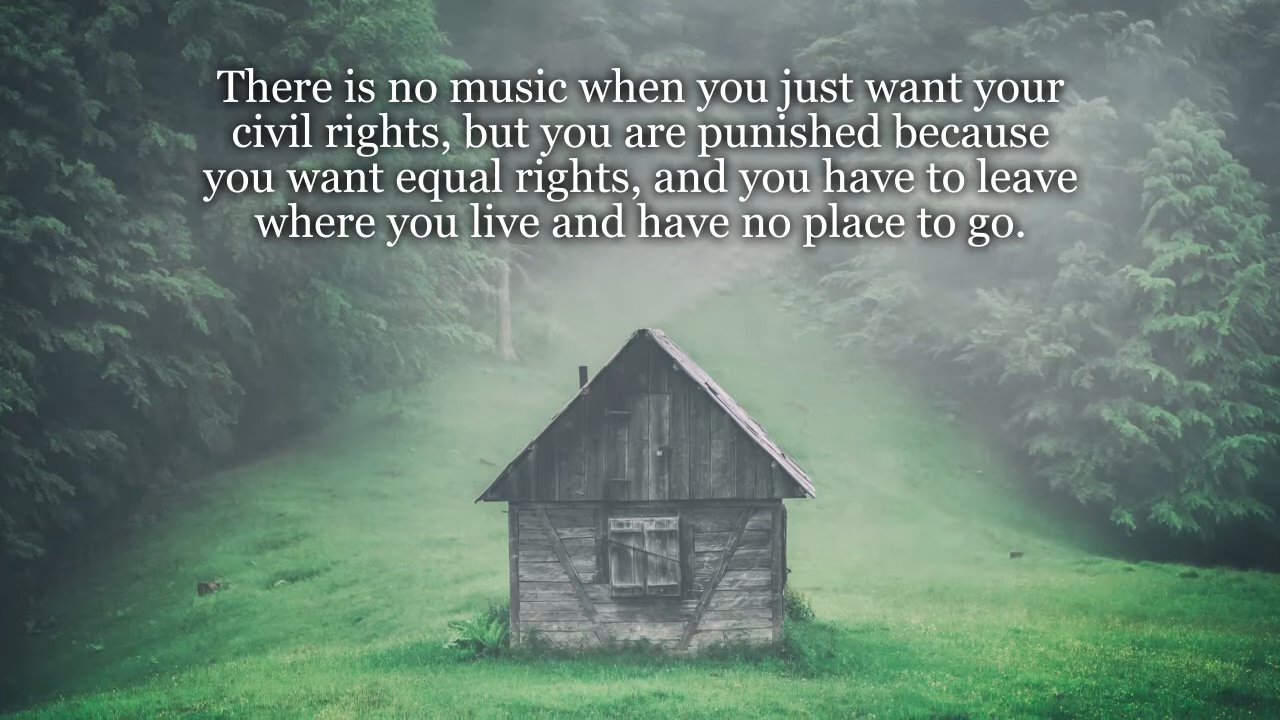 There is no music when you just want your
civil rights, but you are punished because
you want equal rights, and you have to leave
where you live and have no place to go.